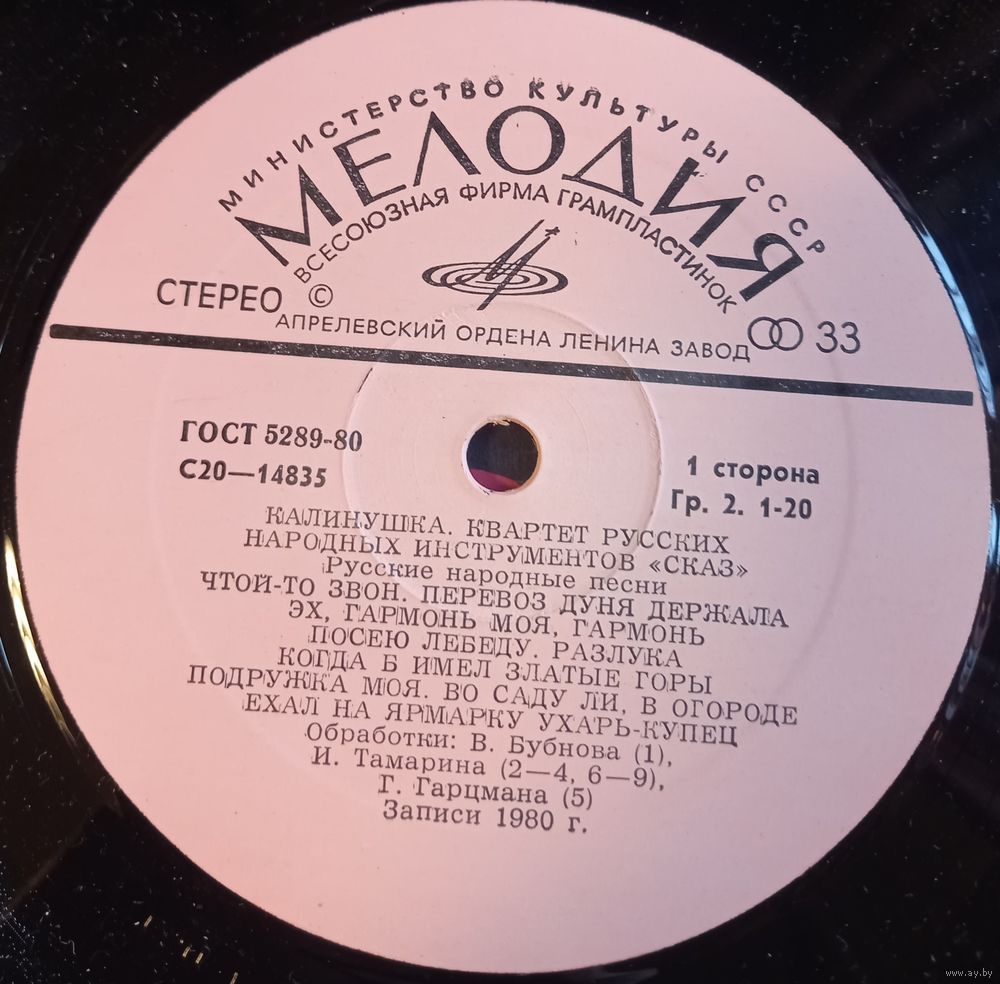 МИНИСТЕРСТВО КУЛЬТУРЫ СССР
МЕЛОДИЯ
ВСЕСОЮЗНАЯ ФИРМА ГРАМПЛАСТИНОК
СТЕРЕО © 33
АПРЕЛЕВСКИЙ ОРДЕНА ЛЕНИНА ЗАВОД
ГОСТ 5289-80
С20—14835
1 сторона
Гр. 2. 1-20
КАЛИНУШКА. КВАРТЕТ РУССКИХ
НАРОДНЫХ ИНСТРУМЕНТОВ «СКАЗ»
Русские народные песни
ЧТОЙ-ТО ЗВОН. ПЕРЕВОЗ ДУНЯ ДЕРЖАЛА
ЭХ, ГАРМОНЬ МОЯ, ГАРМОНЬ
ПОСЕЮ ЛЕБЕДУ. РАЗЛУКА
КОГДА Б ИМЕЛ ЗЛАТЫЕ ГОРЫ
ПОДРУЖКА МОЯ. ВО САДУ ЛИ, В ОГОРОДЕ
ЕХАЛ НА ЯРМАРКУ УХАРЬ-КУПЕЦ
Обработки: В. Бубнова (1),
И. Тамарина (2—4, 6—9),
Г. Гарцмана (5)
Записи 1980 г.
www.ay.by